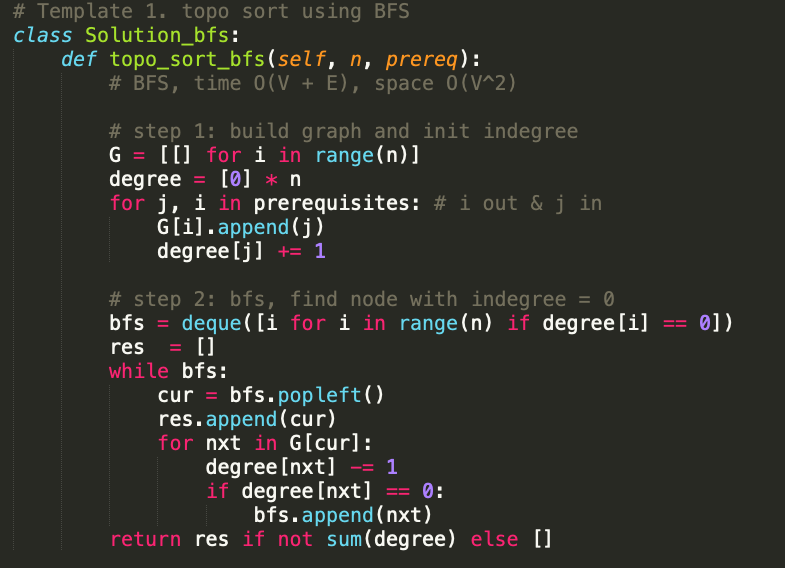 # Template 1. topo sort using BFS
class Solution_bfs:
    def topo_sort_bfs(self, n, prereq):
        # BFS, time O(V + E), space O(V^2)

        # step 1: build graph and init indegree
        G = [[] for i in range(n)]
        degree = [0] * n
        for j, i in prerequisites: # i out & j in
            G[i].append(j)
            degree[j] += 1

        # step 2: bfs, find node with indegree = 0
        bfs = deque([i for i in range(n) if degree[i] == 0])
        res  = []
        while bfs:
            cur = bfs.popleft()
            res.append(cur)
            for nxt in G[cur]:
                degree[nxt] -= 1
                if degree[nxt] == 0:
                    bfs.append(nxt)
        return res if not sum(degree) else []